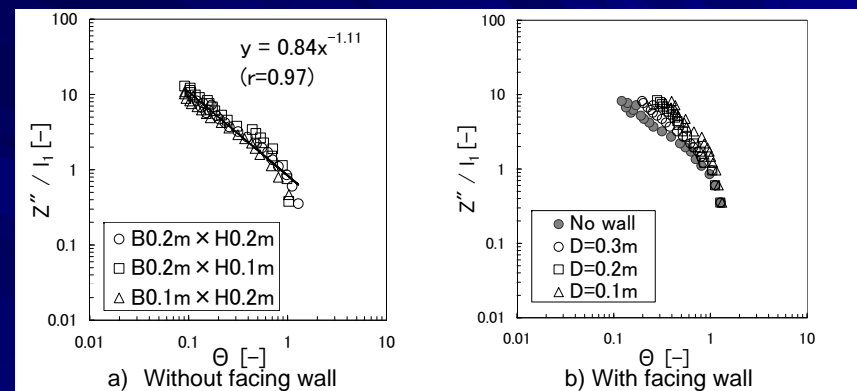 100
10
1
0.1
0.01
Z″ / l₁ [-]
y = 0.84x⁻¹·¹¹
(r=0.97)
B0.2m×H0.2m
B0.2m×H0.1m
B0.1m×H0.2m
0.01
0.1
1
10
Θ [-]
a) Without facing wall
100
10
1
0.1
0.01
Z″ / l₁ [-]
No wall
D=0.3m
D=0.2m
D=0.1m
0.01
0.1
1
10
Θ [-]
b) With facing wall